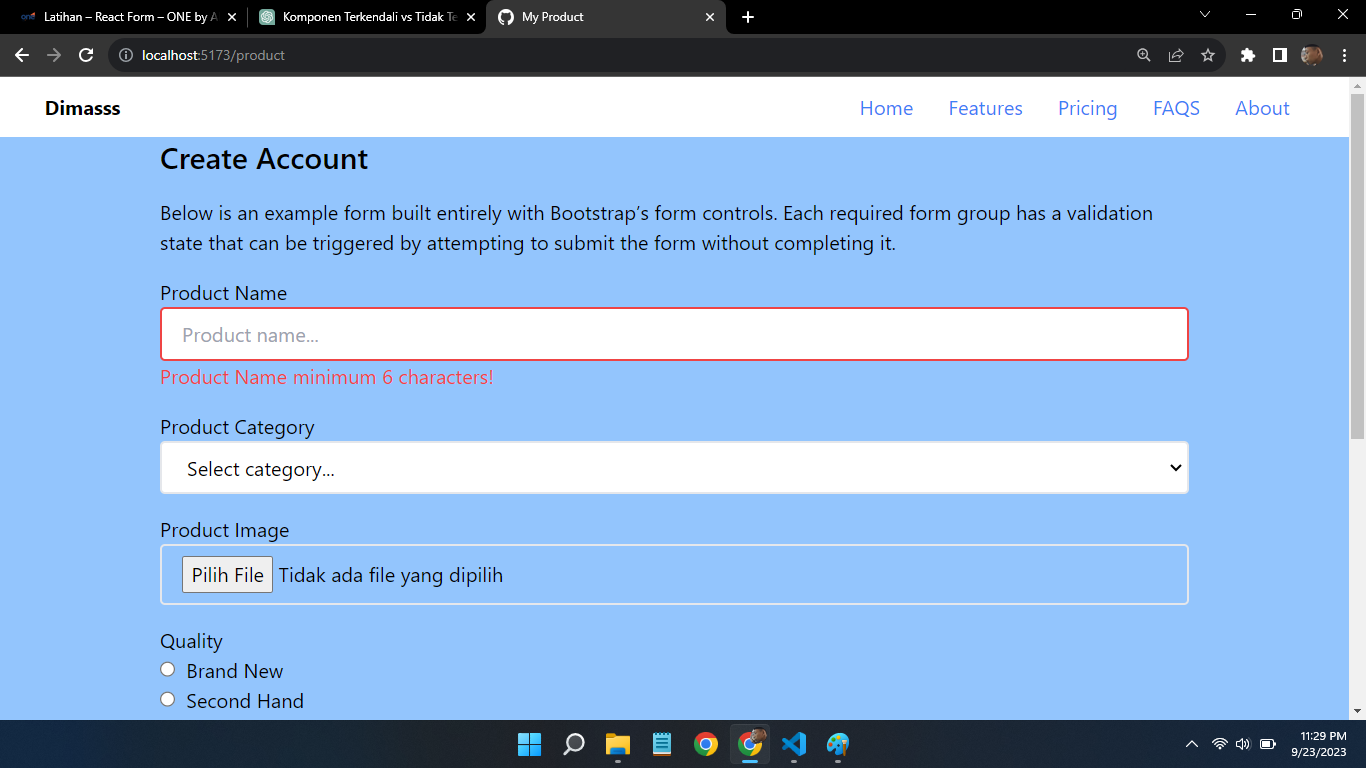 Latihan – React Form – ONE by A
Komponen Terkendali vs Tidak Te
My Product
localhost:5173/product
Dimasss
Home
Features
Pricing
FAQS
About
Create Account
Below is an example form built entirely with Bootstrap’s form controls. Each required form group has a validation
state that can be triggered by attempting to submit the form without completing it.
Product Name
Product name...
Product Name minimum 6 characters!
Product Category
Select category...
Product Image
Pilih File Tidak ada file yang dipilih
Quality
Brand New
Second Hand
11:29 PM
9/23/2023